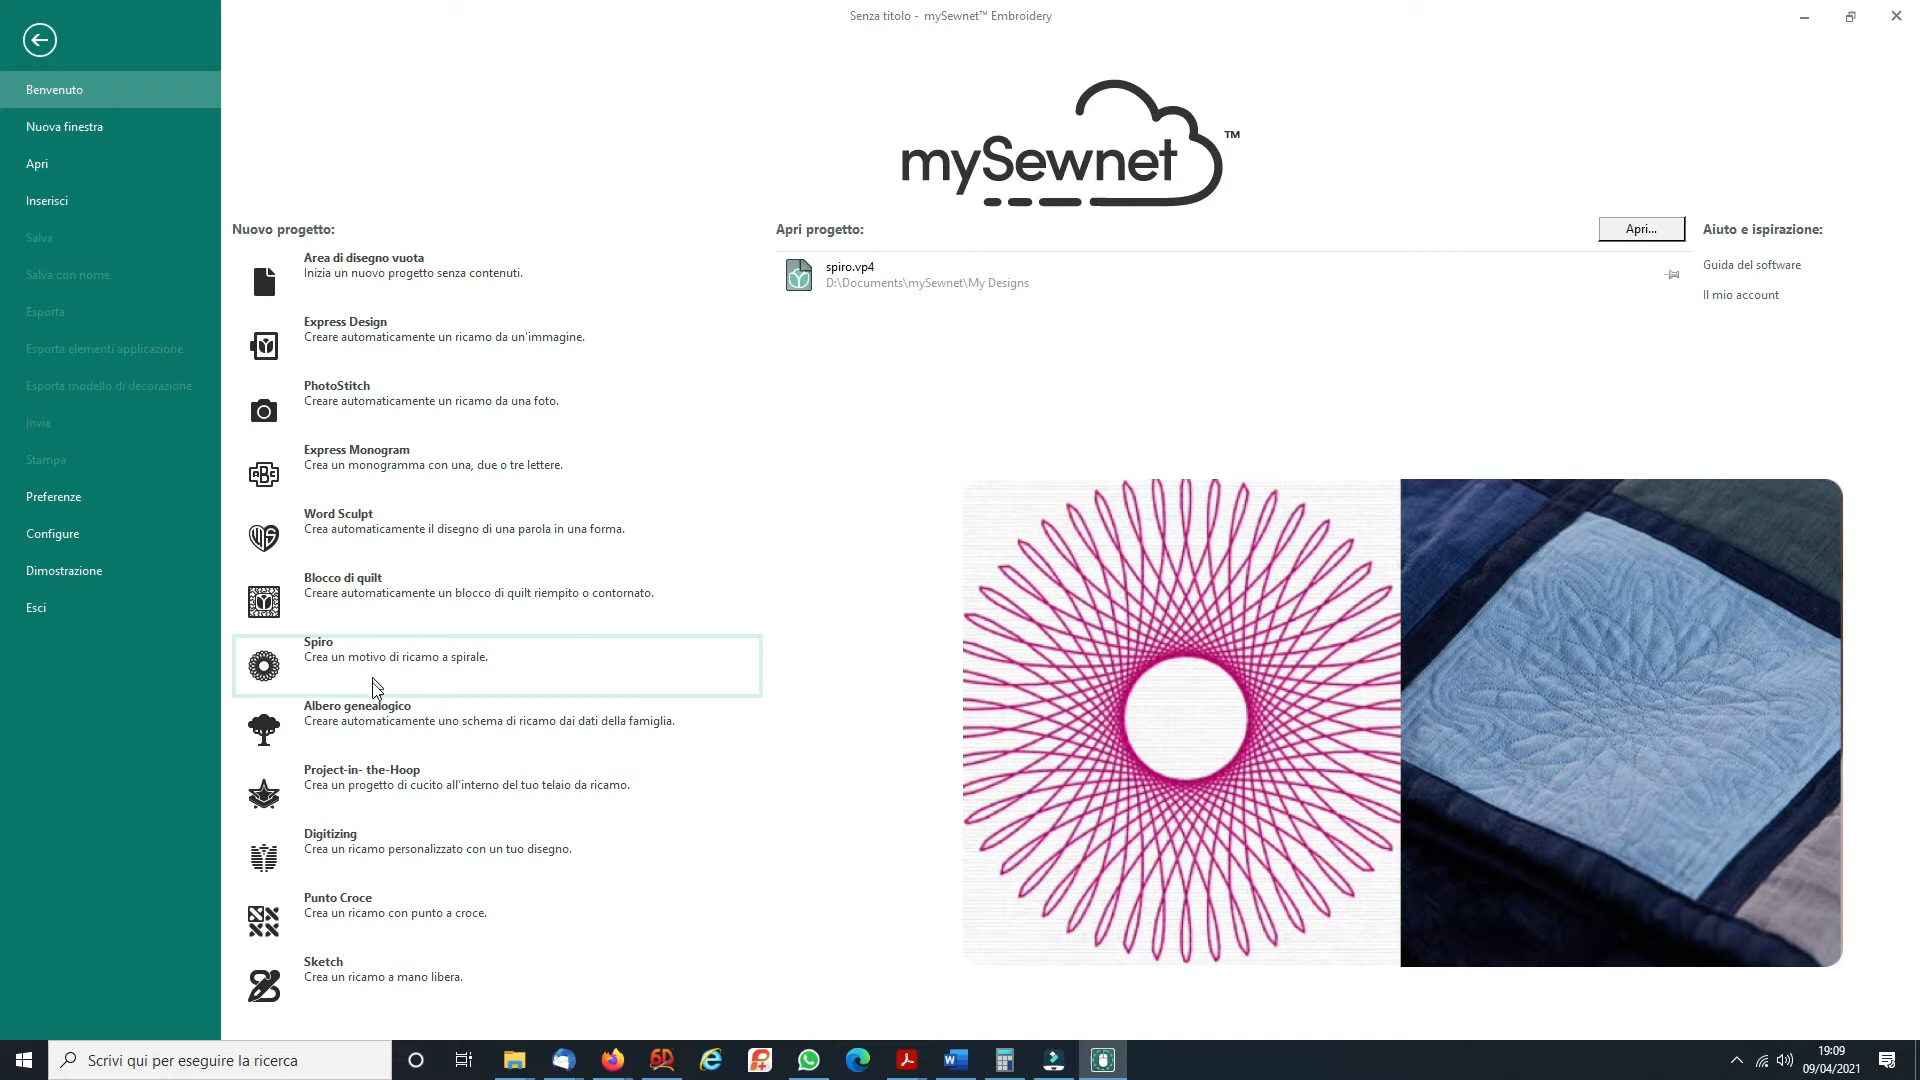 Senza titolo - mySewnet™ Embroidery
Benvenuto
Nuova finestra
Apri
Inserisci
Salva
Salva con nome
Esporta
Esporta elementi applicazione
Esporta modello di decorazione
Invia
Stampa
Preferenze
Configure
Dimostrazione
Esci
mySewnet™
Nuovo progetto:
Area di disegno vuota
Inizia un nuovo progetto senza contenuti.
Express Design
Creare automaticamente un ricamo da un'immagine.
PhotoStitch
Creare automaticamente un ricamo da una foto.
Express Monogram
Crea un monogramma con una, due o tre lettere.
Word Sculpt
Crea automaticamente il disegno di una parola in una forma.
Blocco di quilt
Creare automaticamente un blocco di quilt riempito o contornato.
Spiro
Crea un motivo di ricamo a spirale.
Albero genealogico
Creare automaticamente uno schema di ricamo dai dati della famiglia.
Project-in- the-Hoop
Crea un progetto di cucito all'interno del tuo telaio da ricamo.
Digitizing
Crea un ricamo personalizzato con un tuo disegno.
Punto Croce
Crea un ricamo con punto a croce.
Sketch
Crea un ricamo a mano libera.
Apri progetto:
Apri...
spiro.vp4
D:\Documents\mySewnet\My Designs
Aiuto e ispirazione:
Guida del software
Il mio account
Scrivi qui per eseguire la ricerca
19:09
09/04/2021